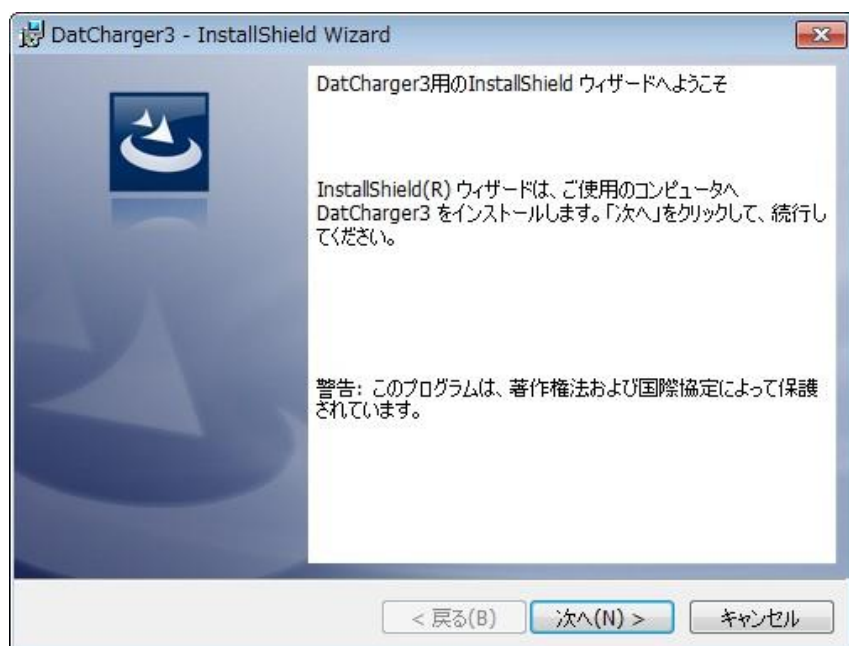 DatCharger3 - InstallShield Wizard
DatCharger3用のInstallShield ウィザードへようこそ
InstallShield(R) ウィザードは、ご使用のコンピュータへ
DatCharger3 をインストールします。「次へ」をクリックして、続行し
てください。
警告: このプログラムは、著作権法および国際協定によって保護
されています。
< 戻る(B)
次へ(N) >
キャンセル